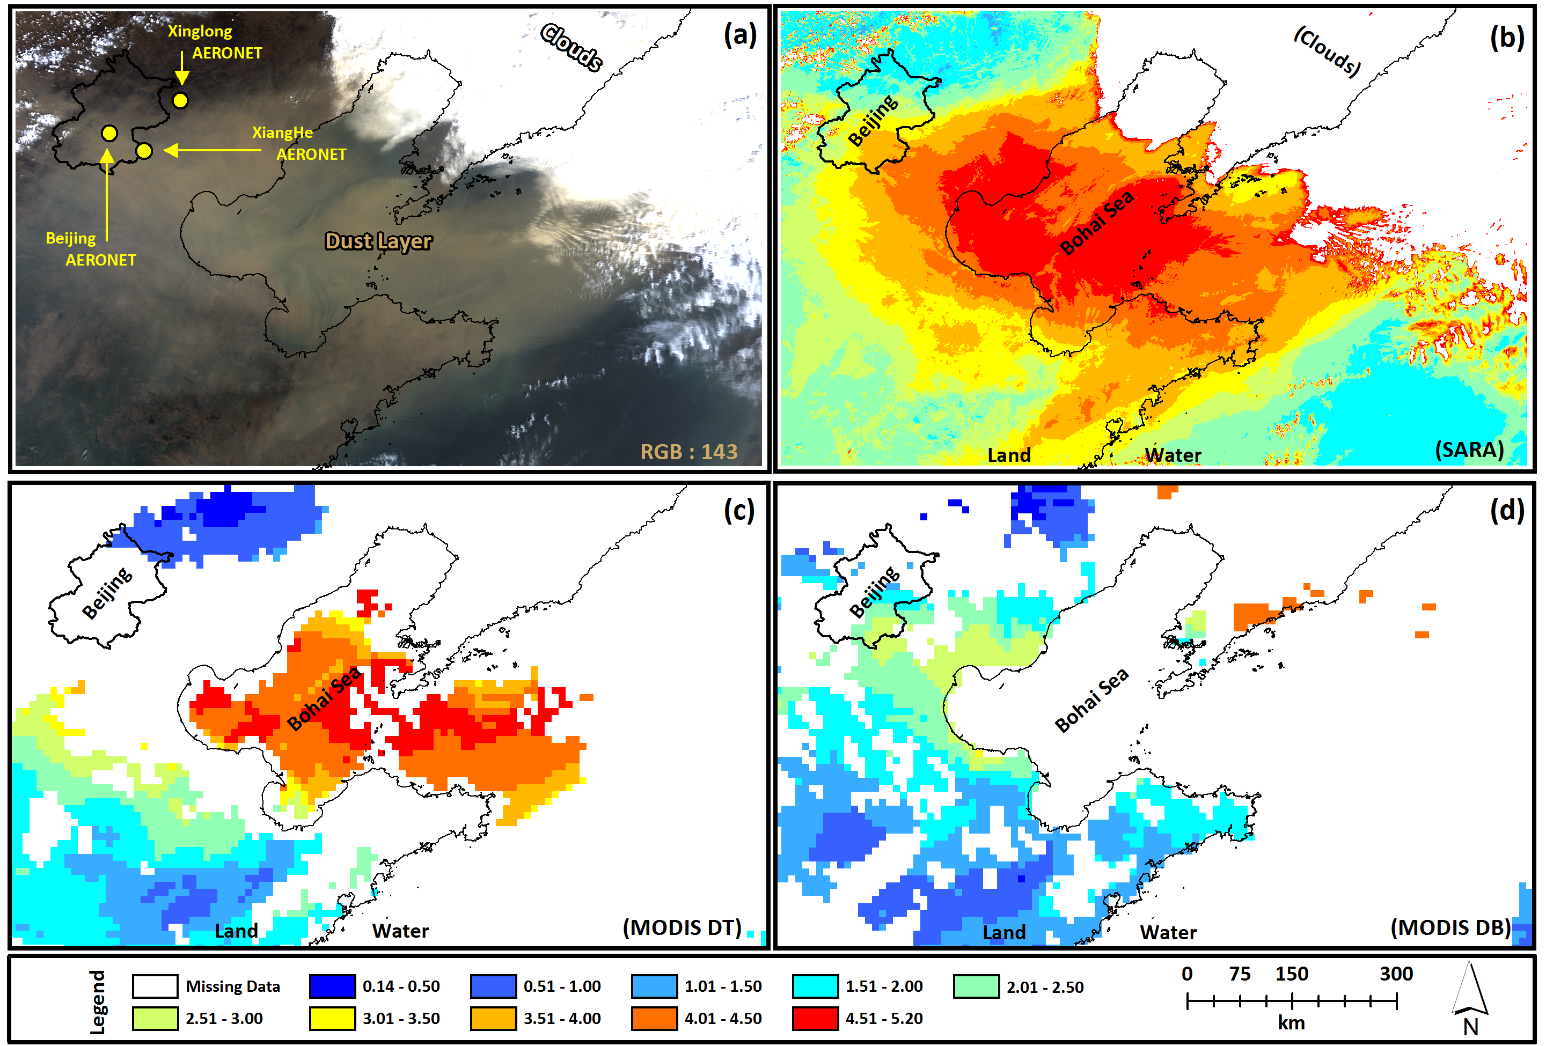 (a)
Xinglong
AERONET
Clouds
XiangHe
AERONET
Beijing
AERONET
Dust Layer
RGB : 143
(b)
(Clouds)
Beijing
Bohai Sea
Land
Water
(SARA)
(c)
Beijing
Bohai Sea
Land
Water
(MODIS DT)
(d)
Beijing
Bohai Sea
Land
Water
(MODIS DB)
Legend
Missing Data
0.14 - 0.50
0.51 - 1.00
1.01 - 1.50
1.51 - 2.00
2.01 - 2.50
2.51 - 3.00
3.01 - 3.50
3.51 - 4.00
4.01 - 4.50
4.51 - 5.20
0 75 150 300
km
N